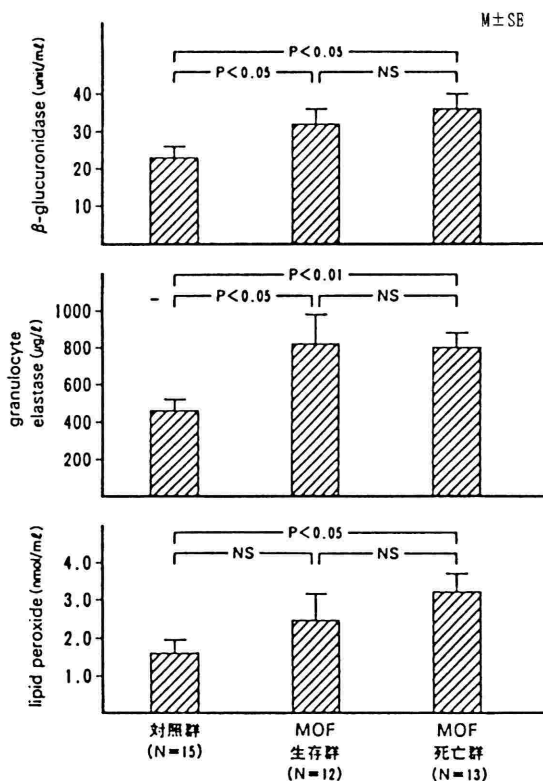 M±SE
P<0.05
P<0.05
NS
β-glucuronidase (unit/mℓ)
40
30
20
10
P<0.01
P<0.05
NS
granulocyte
elastase (μg/ℓ)
1000
800
600
400
200
P<0.05
NS
NS
lipid peroxide (nmol/mℓ)
4.0
3.0
2.0
1.0
対照群
(N=15)
MOF
生存群
(N=12)
MOF
死亡群
(N=13)